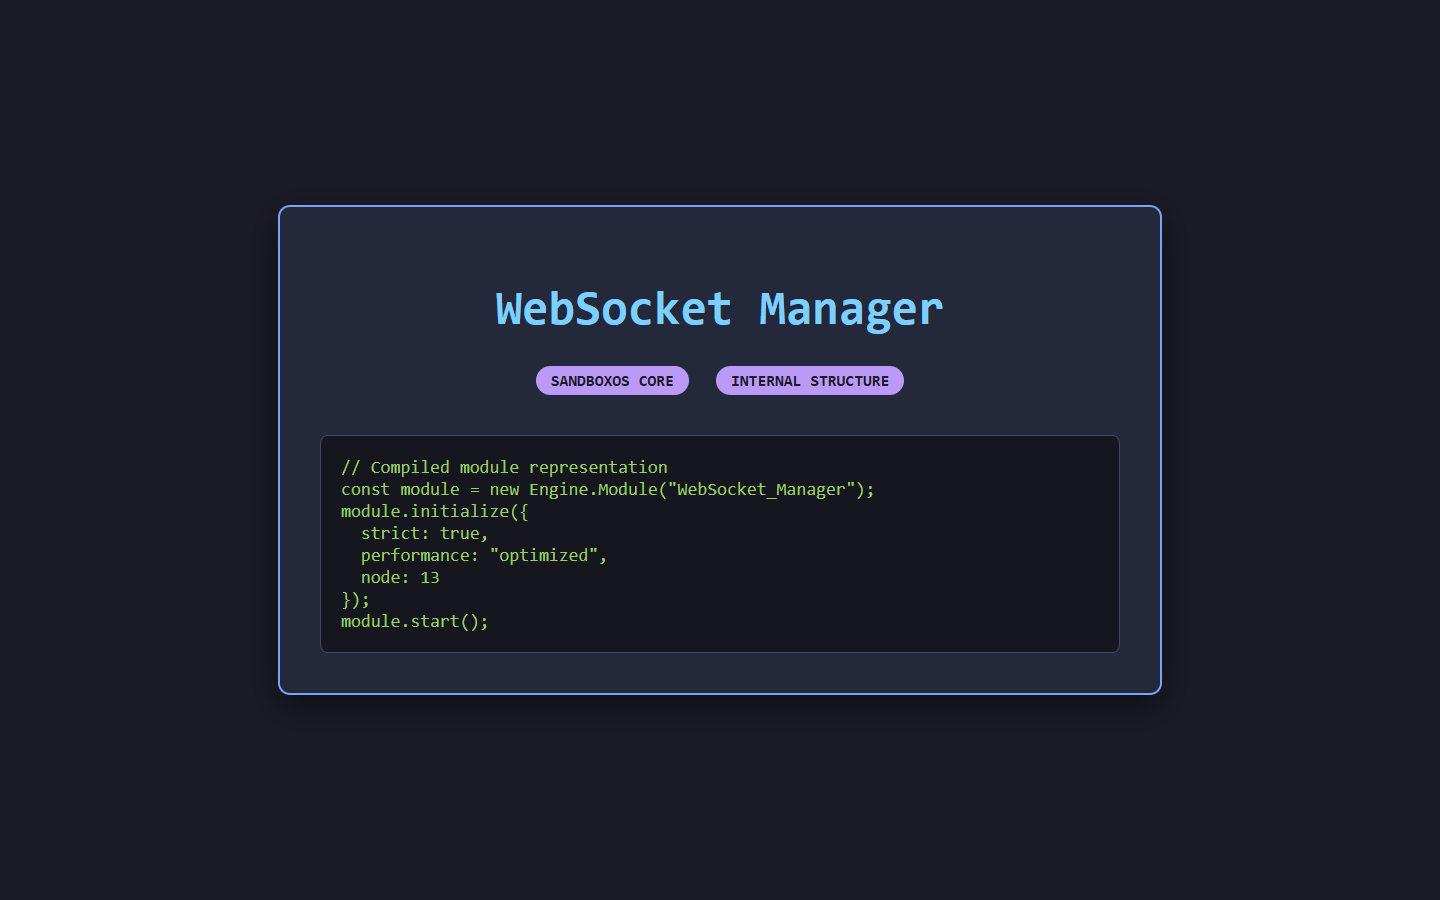 WebSocket Manager
SANDBOXOS CORE INTERNAL STRUCTURE
// Compiled module representation
const module = new Engine.Module("WebSocket_Manager");
module.initialize({
  strict: true,
  performance: "optimized",
  node: 13
});
module.start();